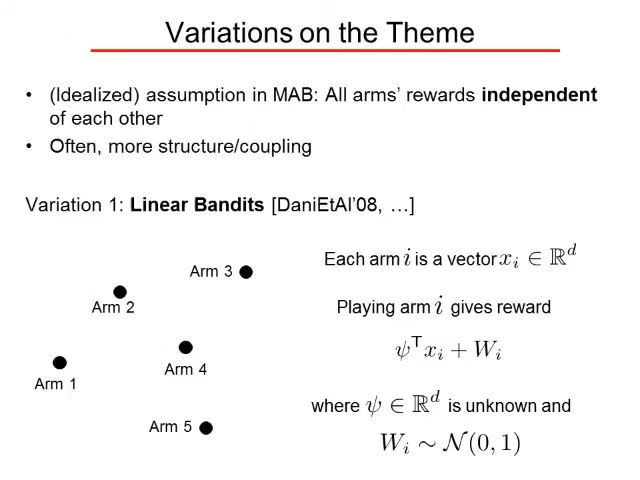 Variations on the Theme
• (Idealized) assumption in MAB: All arms' rewards independent
of each other
• Often, more structure/coupling
Variation 1: Linear Bandits [DaniEtAl'08, …]
Arm 3
Arm 2
Arm 4
Arm 1
Arm 5
Each arm i is a vector x_i ∈ ℝ^d
Playing arm i gives reward
ψ^T x_i + W_i
where ψ ∈ ℝ^d is unknown and
W_i ∼ 𝒩(0, 1)